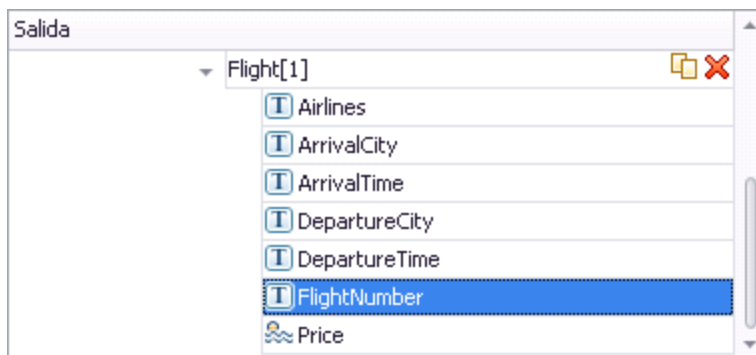 Salida
Flight[1]
Airlines
ArrivalCity
ArrivalTime
DepartureCity
DepartureTime
FlightNumber
Price